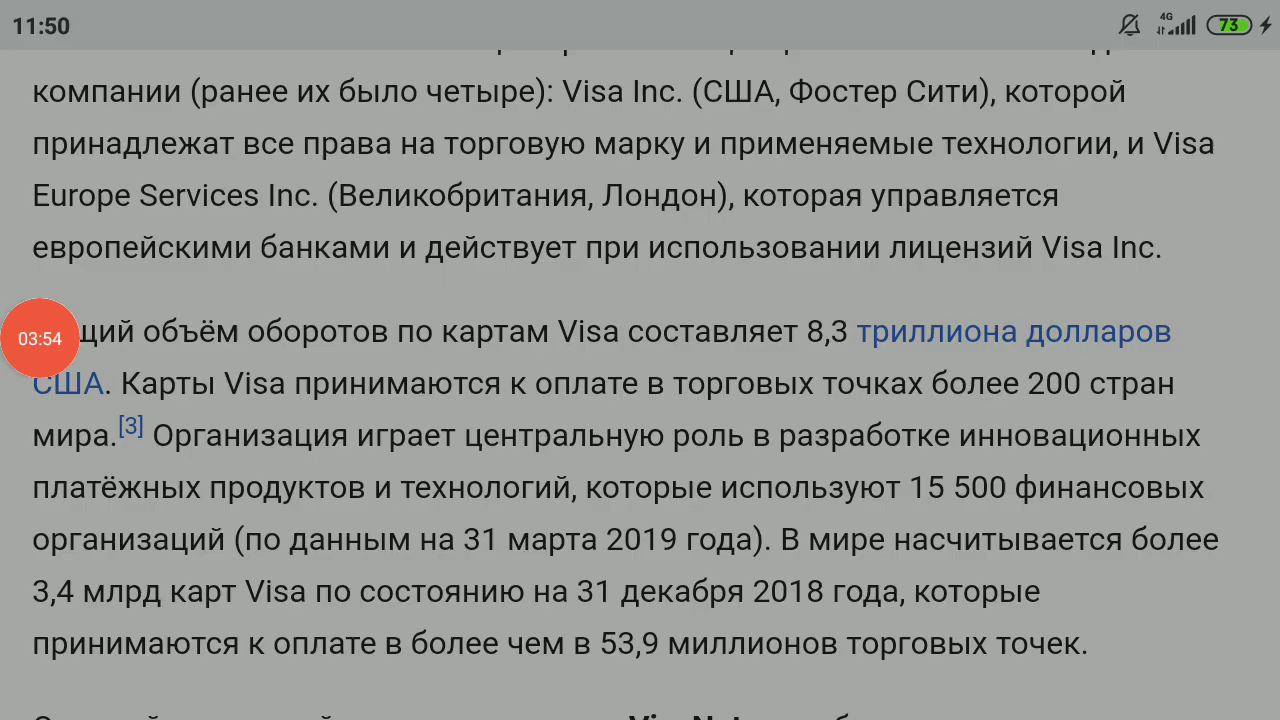 11:50
4G
73
компании (ранее их было четыре): Visa Inc. (США, Фостер Сити), которой
принадлежат все права на торговую марку и применяемые технологии, и Visa
Europe Services Inc. (Великобритания, Лондон), которая управляется
европейскими банками и действует при использовании лицензий Visa Inc.
щий объём оборотов по картам Visa составляет 8,3 триллиона долларов
03:54
США. Карты Visa принимаются к оплате в торговых точках более 200 стран
мира.[3] Организация играет центральную роль в разработке инновационных
платёжных продуктов и технологий, которые используют 15 500 финансовых
организаций (по данным на 31 марта 2019 года). В мире насчитывается более
3,4 млрд карт Visa по состоянию на 31 декабря 2018 года, которые
принимаются к оплате в более чем в 53,9 миллионов торговых точек.